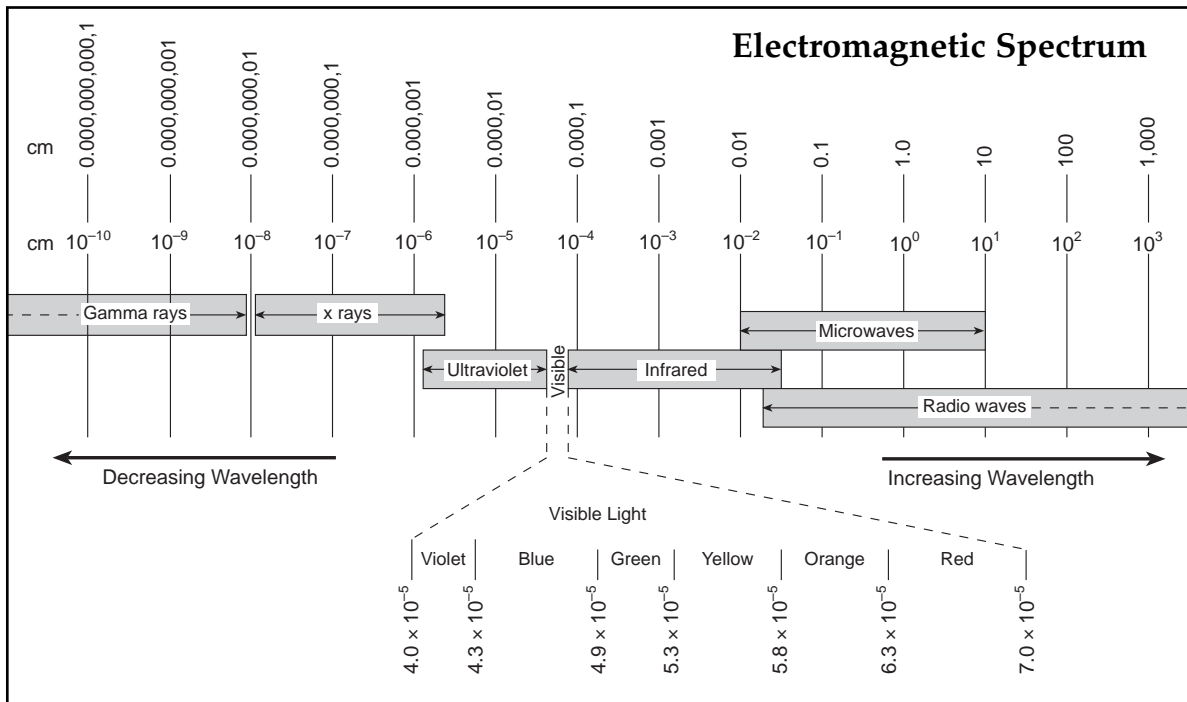 Electromagnetic Spectrum
cm 0.000,000,000,1 0.000,000,001 0.000,000,01 0.000,000,1 0.000,001 0.000,01 0.000,1 0.001 0.01 0.1 1.0 10 100 1,000
cm 10⁻¹⁰ 10⁻⁹ 10⁻⁸ 10⁻⁷ 10⁻⁶ 10⁻⁵ 10⁻⁴ 10⁻³ 10⁻² 10⁻¹ 10⁰ 10¹ 10² 10³
Gamma rays x rays
Microwaves
Ultraviolet Visible Infrared
Radio waves
Decreasing Wavelength Increasing Wavelength
Visible Light
Violet Blue Green Yellow Orange Red
4.0 × 10⁻⁵ 4.3 × 10⁻⁵ 4.9 × 10⁻⁵ 5.3 × 10⁻⁵ 5.8 × 10⁻⁵ 6.3 × 10⁻⁵ 7.0 × 10⁻⁵